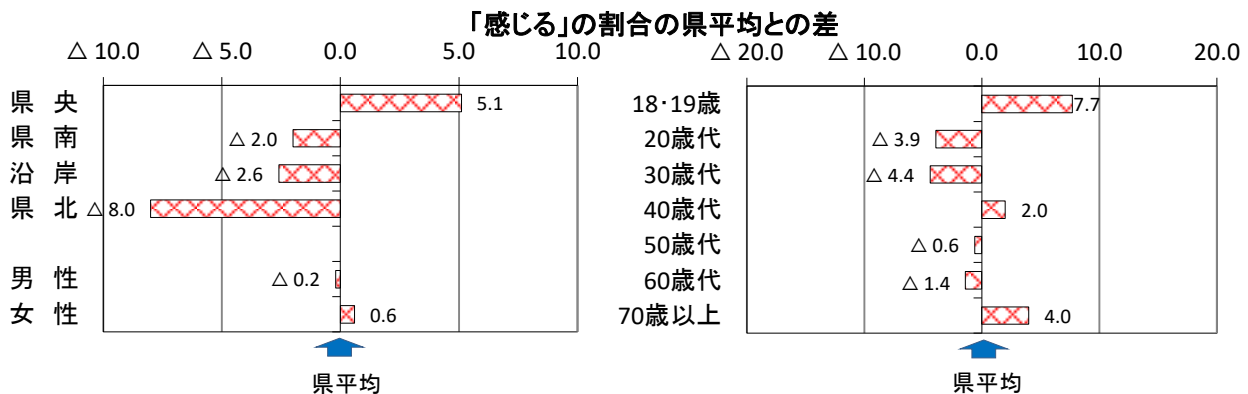 「感じる」の割合の県平均との差
△ 10.0 △ 5.0 0.0 5.0 10.0
県 央 5.1
県 南 △ 2.0
沿 岸 △ 2.6
県 北 △ 8.0
男 性 △ 0.2
女 性 0.6
県平均
△ 20.0 △ 10.0 0.0 10.0 20.0
18･19歳 7.7
20歳代 △ 3.9
30歳代 △ 4.4
40歳代 2.0
50歳代 △ 0.6
60歳代 △ 1.4
70歳以上 4.0
県平均